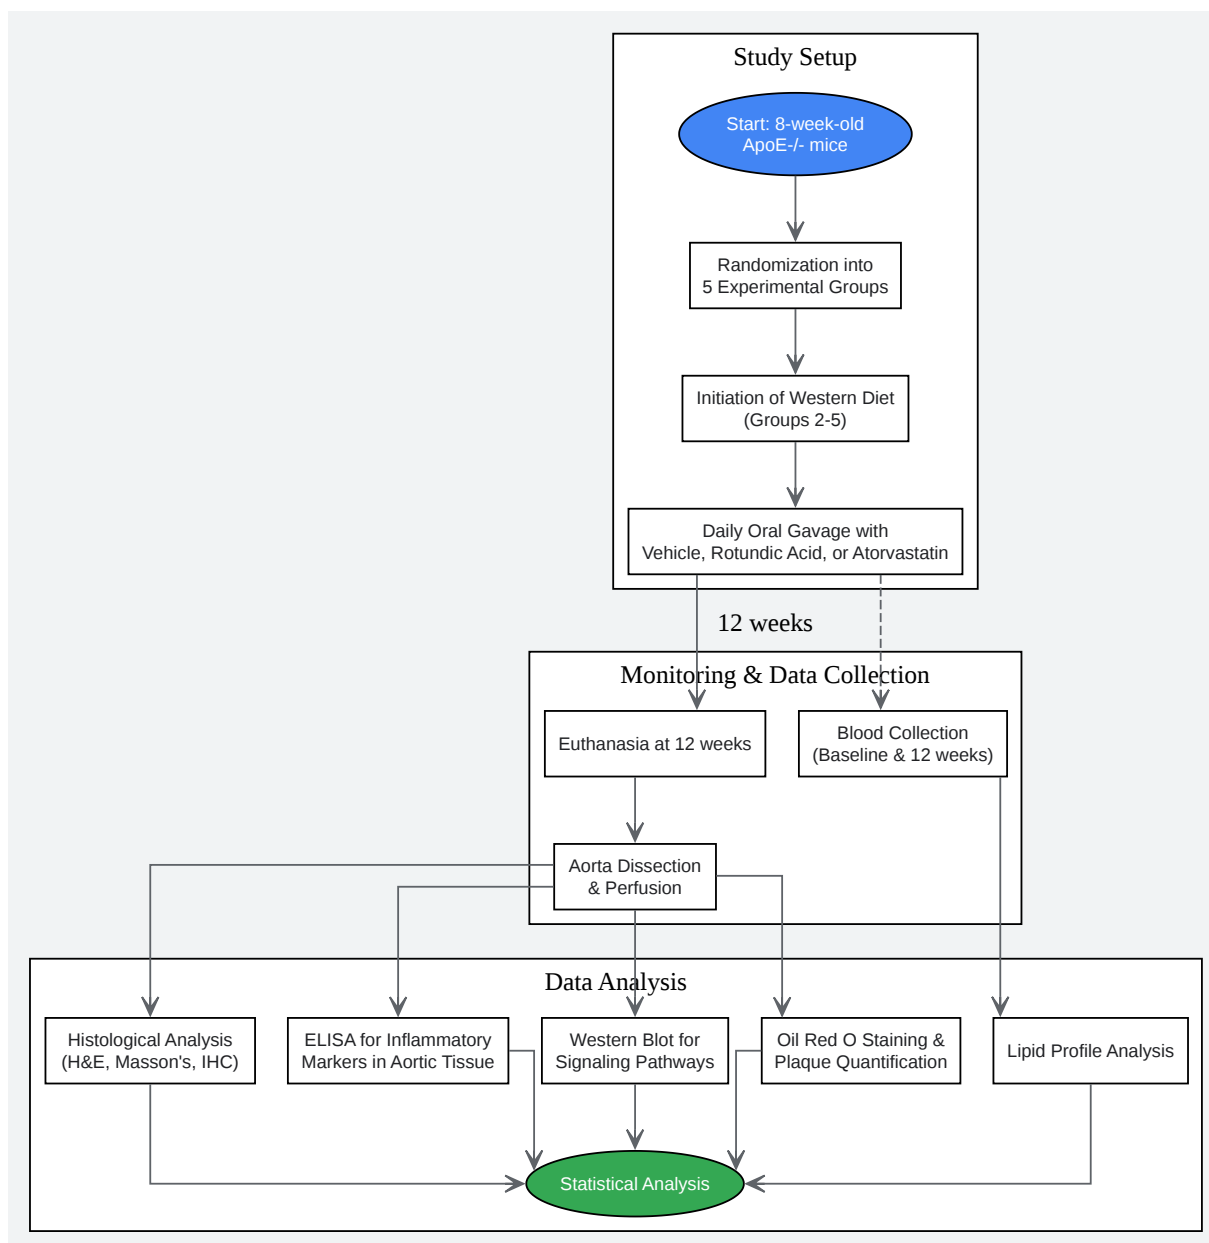 Study Setup
Start: 8-week-old
ApoE-/- mice
Randomization into
5 Experimental Groups
Initiation of Western Diet
(Groups 2-5)
Daily Oral Gavage with
Vehicle, Rotundic Acid, or Atorvastatin
12 weeks
Monitoring & Data Collection
Euthanasia at 12 weeks
Blood Collection
(Baseline & 12 weeks)
Aorta Dissection
& Perfusion
Data Analysis
Histological Analysis
(H&E, Masson's, IHC)
ELISA for Inflammatory
Markers in Aortic Tissue
Western Blot for
Signaling Pathways
Oil Red O Staining &
Plaque Quantification
Lipid Profile Analysis
Statistical Analysis